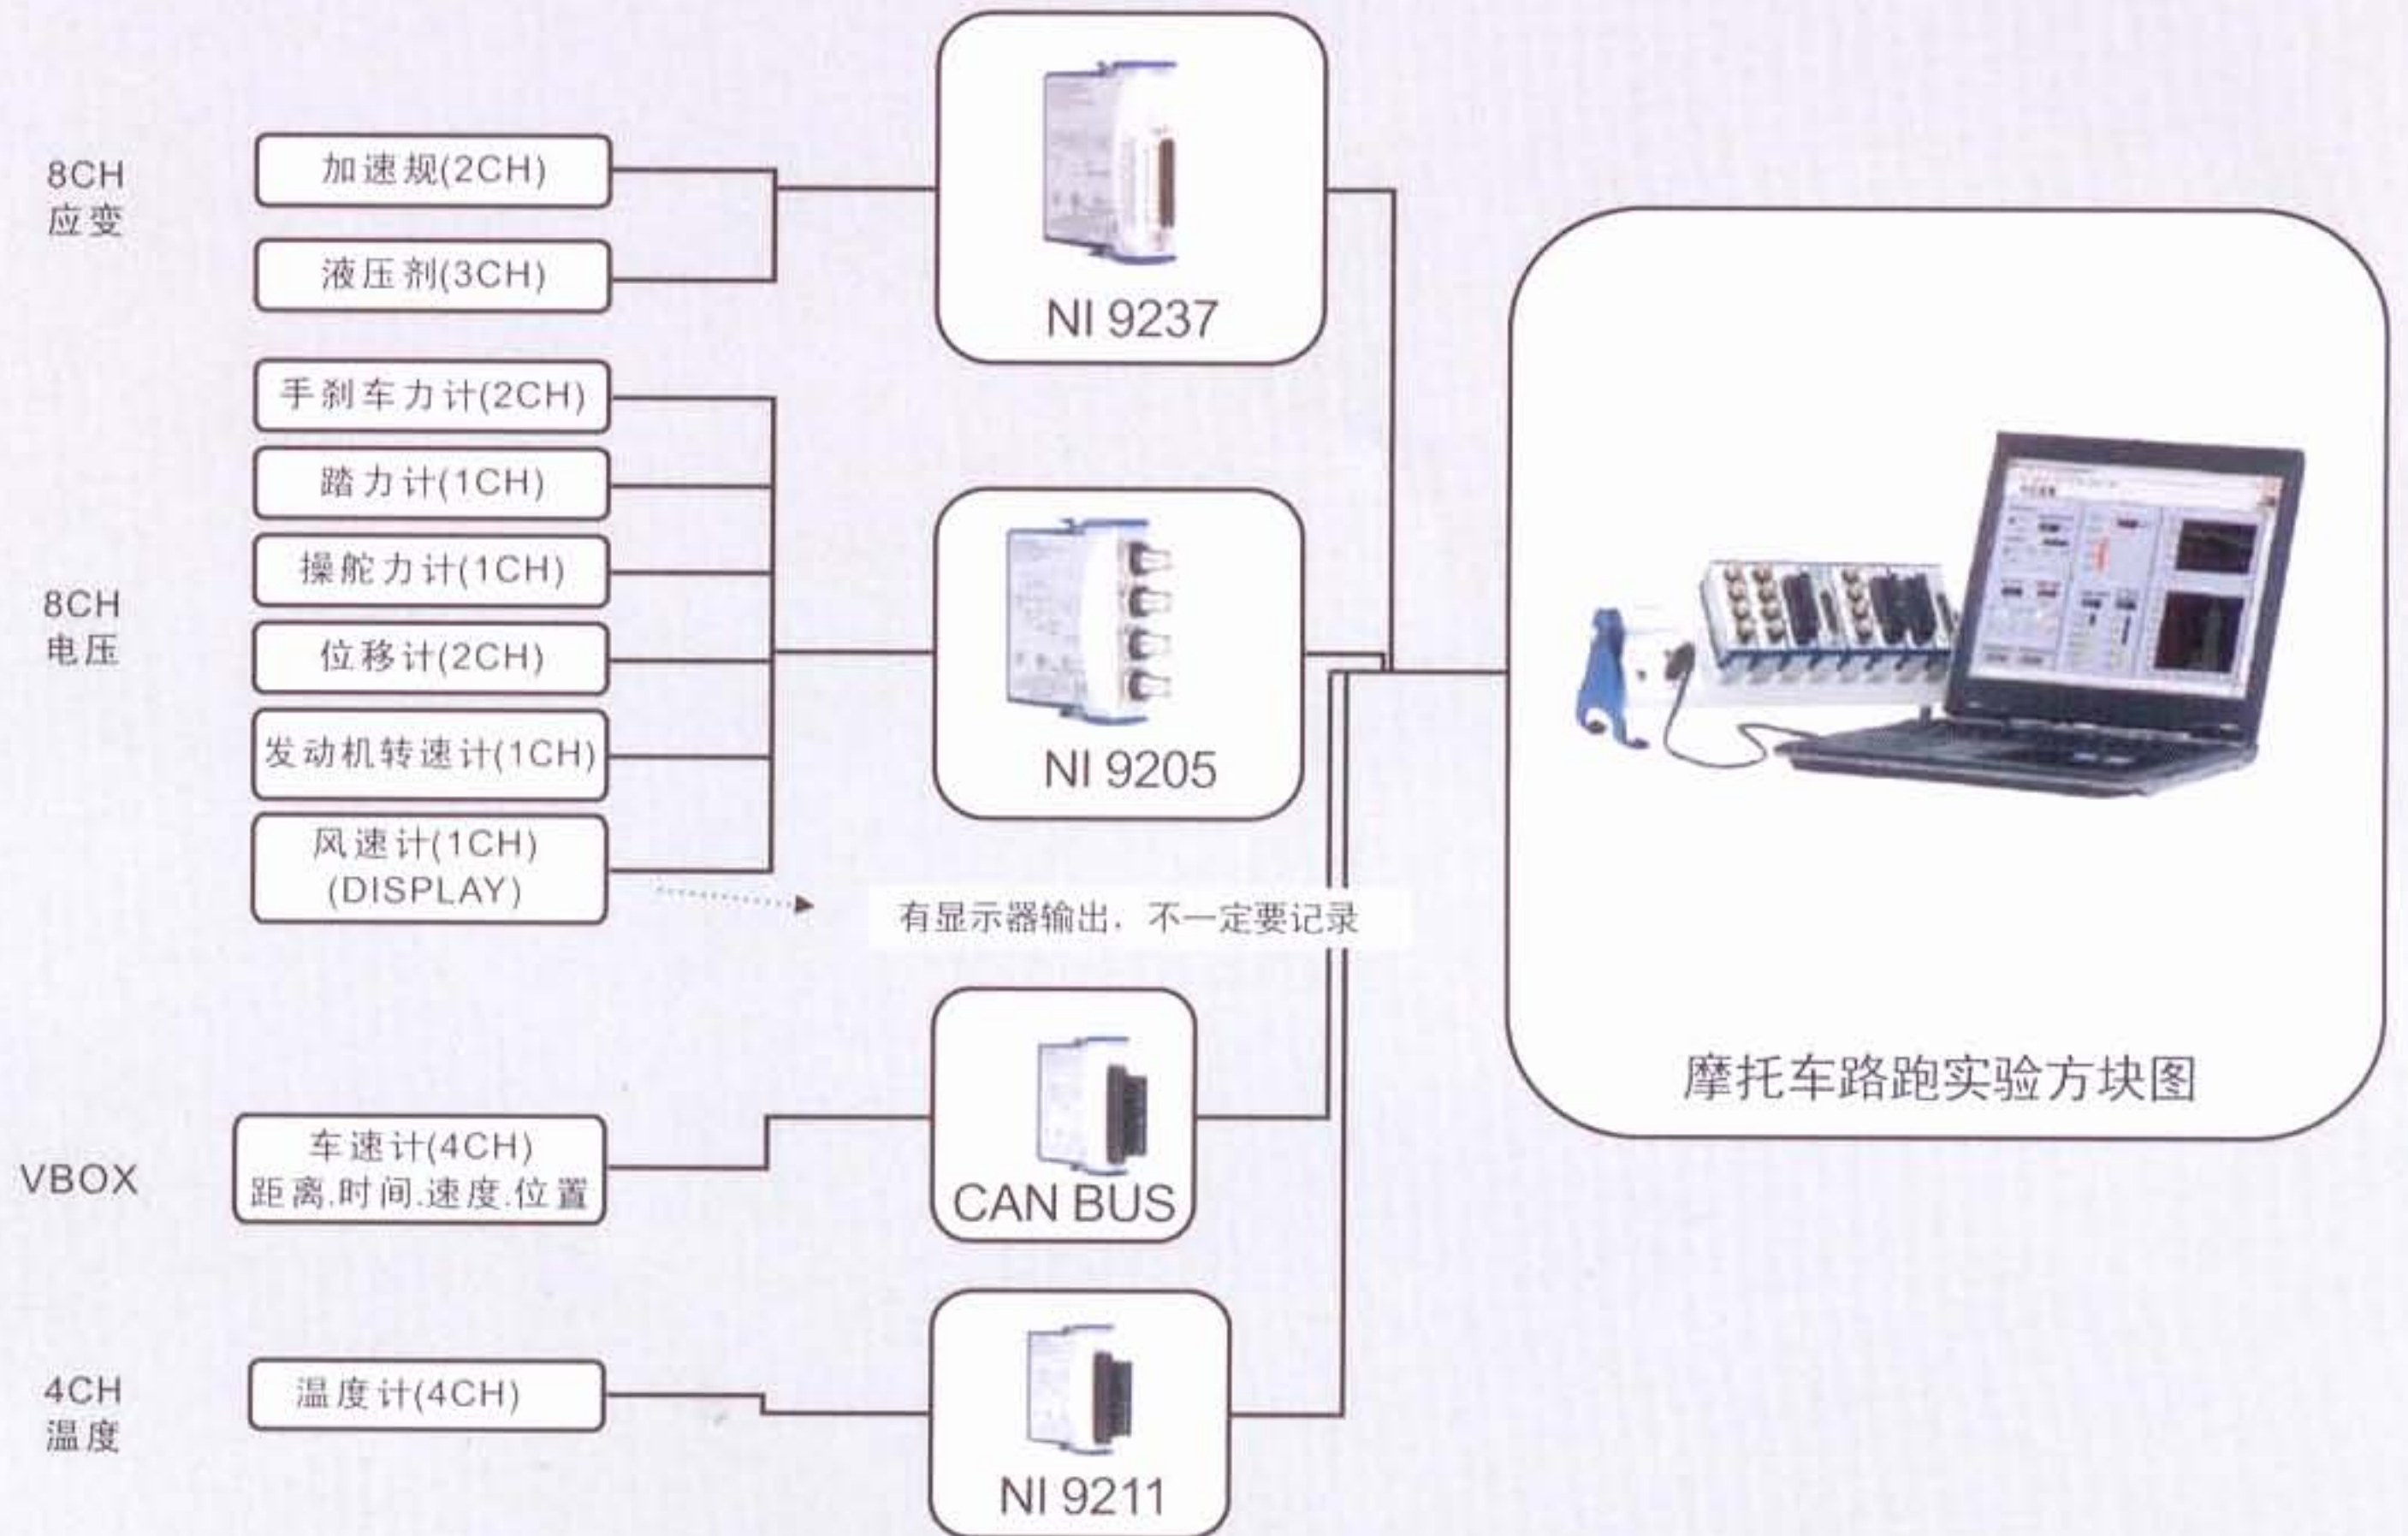 8CH
应变
加速规(2CH)
液压剂(3CH)
NI 9237
8CH
电压
手刹车力计(2CH)
踏力计(1CH)
操舵力计(1CH)
位移计(2CH)
发动机转速计(1CH)
风速计(1CH)
(DISPLAY)
NI 9205
有显示器输出，不一定要记录
VBOX
车速计(4CH)
距离.时间.速度.位置
CAN BUS
4CH
温度
温度计(4CH)
NI 9211
摩托车路跑实验方块图